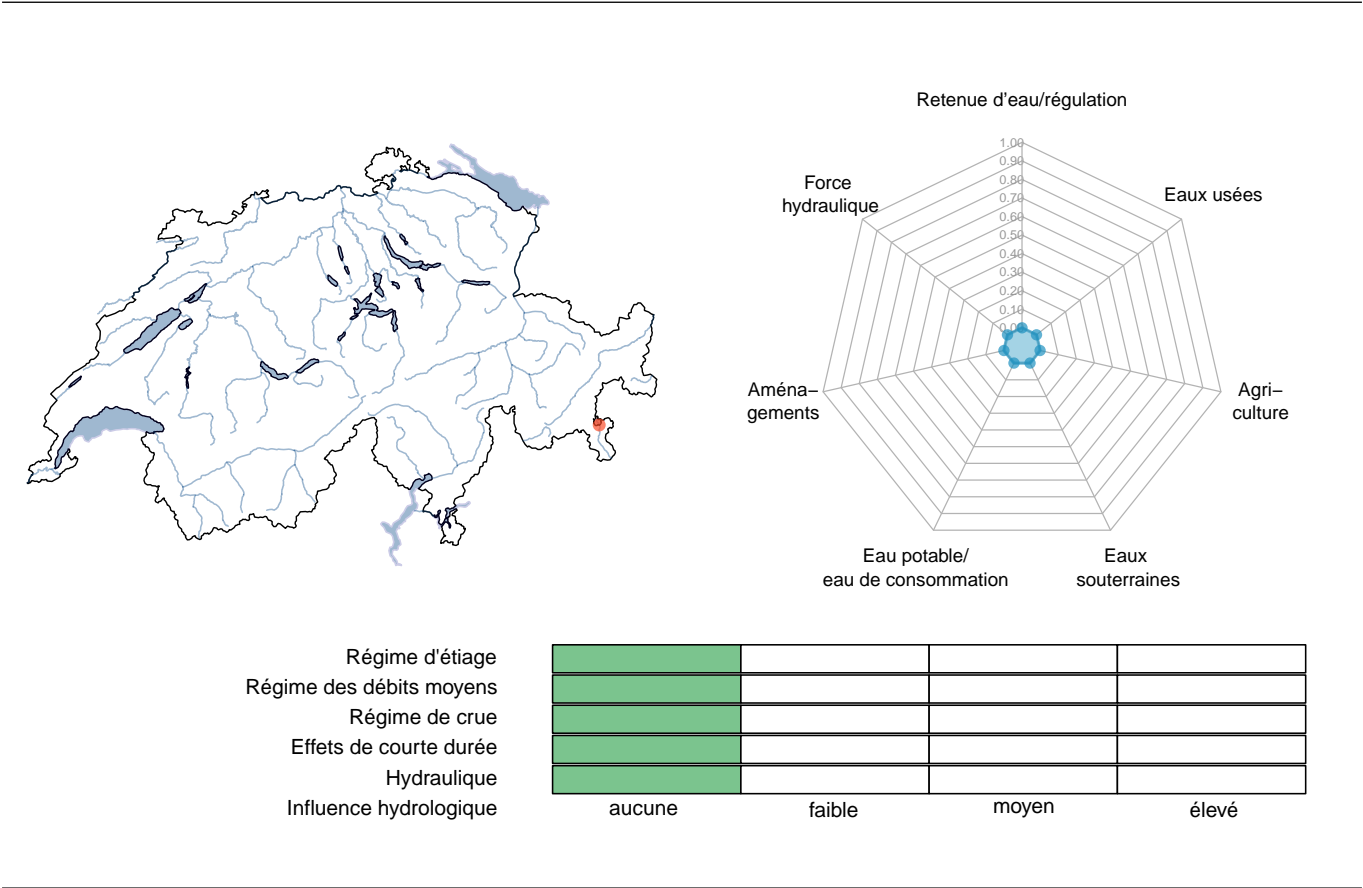 Retenue d'eau/régulation
1.00
0.90
0.80
0.70
0.60
0.50
0.40
0.30
0.20
0.10
Force
hydraulique
Eaux usées
Aména–
gements
Agri–
culture
Eau potable/
eau de consommation
Eaux
souterraines
Régime d'étiage
Régime des débits moyens
Régime de crue
Effets de courte durée
Hydraulique
Influence hydrologique aucune faible moyen élevé